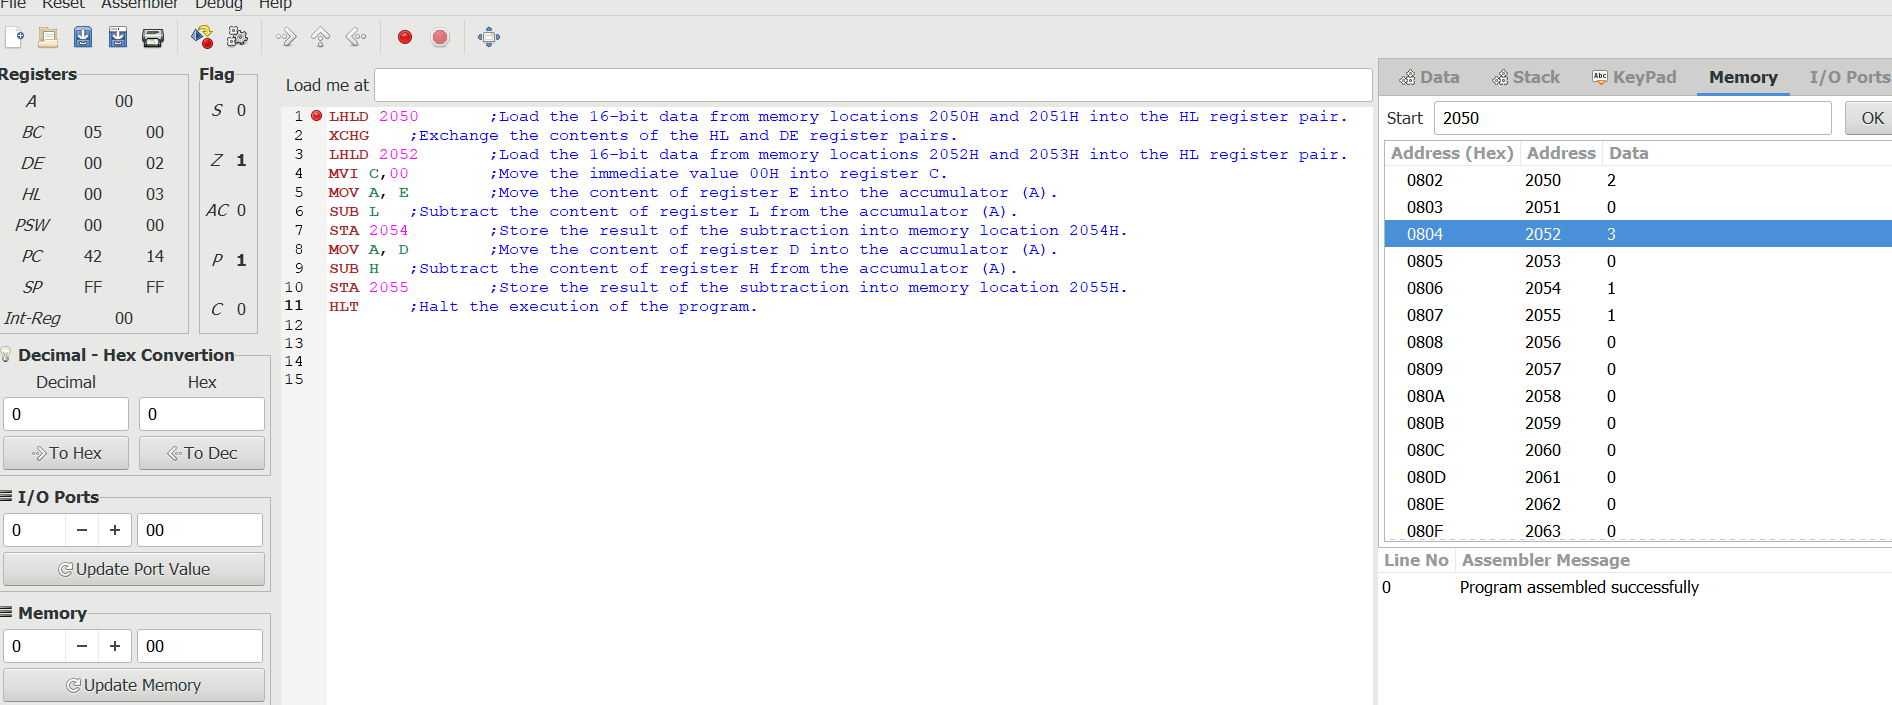 File Reset Assembler Debug Help
Registers
A 00
BC 05 00
DE 00 02
HL 00 03
PSW 00 00
PC 42 14
SP FF FF
Int-Reg 00
Flag
S 0
Z 1
AC 0
P 1
C 0
Decimal - Hex Convertion
Decimal Hex
0 0
To Hex To Dec
I/O Ports
0 − + 00
Update Port Value
Memory
0 − + 00
Update Memory
Load me at
1 LHLD 2050 ;Load the 16-bit data from memory locations 2050H and 2051H into the HL register pair.
2 XCHG ;Exchange the contents of the HL and DE register pairs.
3 LHLD 2052 ;Load the 16-bit data from memory locations 2052H and 2053H into the HL register pair.
4 MVI C,00 ;Move the immediate value 00H into register C.
5 MOV A, E ;Move the content of register E into the accumulator (A).
6 SUB L ;Subtract the content of register L from the accumulator (A).
7 STA 2054 ;Store the result of the subtraction into memory location 2054H.
8 MOV A, D ;Move the content of register D into the accumulator (A).
9 SUB H ;Subtract the content of register H from the accumulator (A).
10 STA 2055 ;Store the result of the subtraction into memory location 2055H.
11 HLT ;Halt the execution of the program.
12
13
14
15
Data Stack Abc KeyPad Memory I/O Ports
Start 2050 OK
Address (Hex) Address Data
0802 2050 2
0803 2051 0
0804 2052 3
0805 2053 0
0806 2054 1
0807 2055 1
0808 2056 0
0809 2057 0
080A 2058 0
080B 2059 0
080C 2060 0
080D 2061 0
080E 2062 0
080F 2063 0
Line No Assembler Message
0 Program assembled successfully